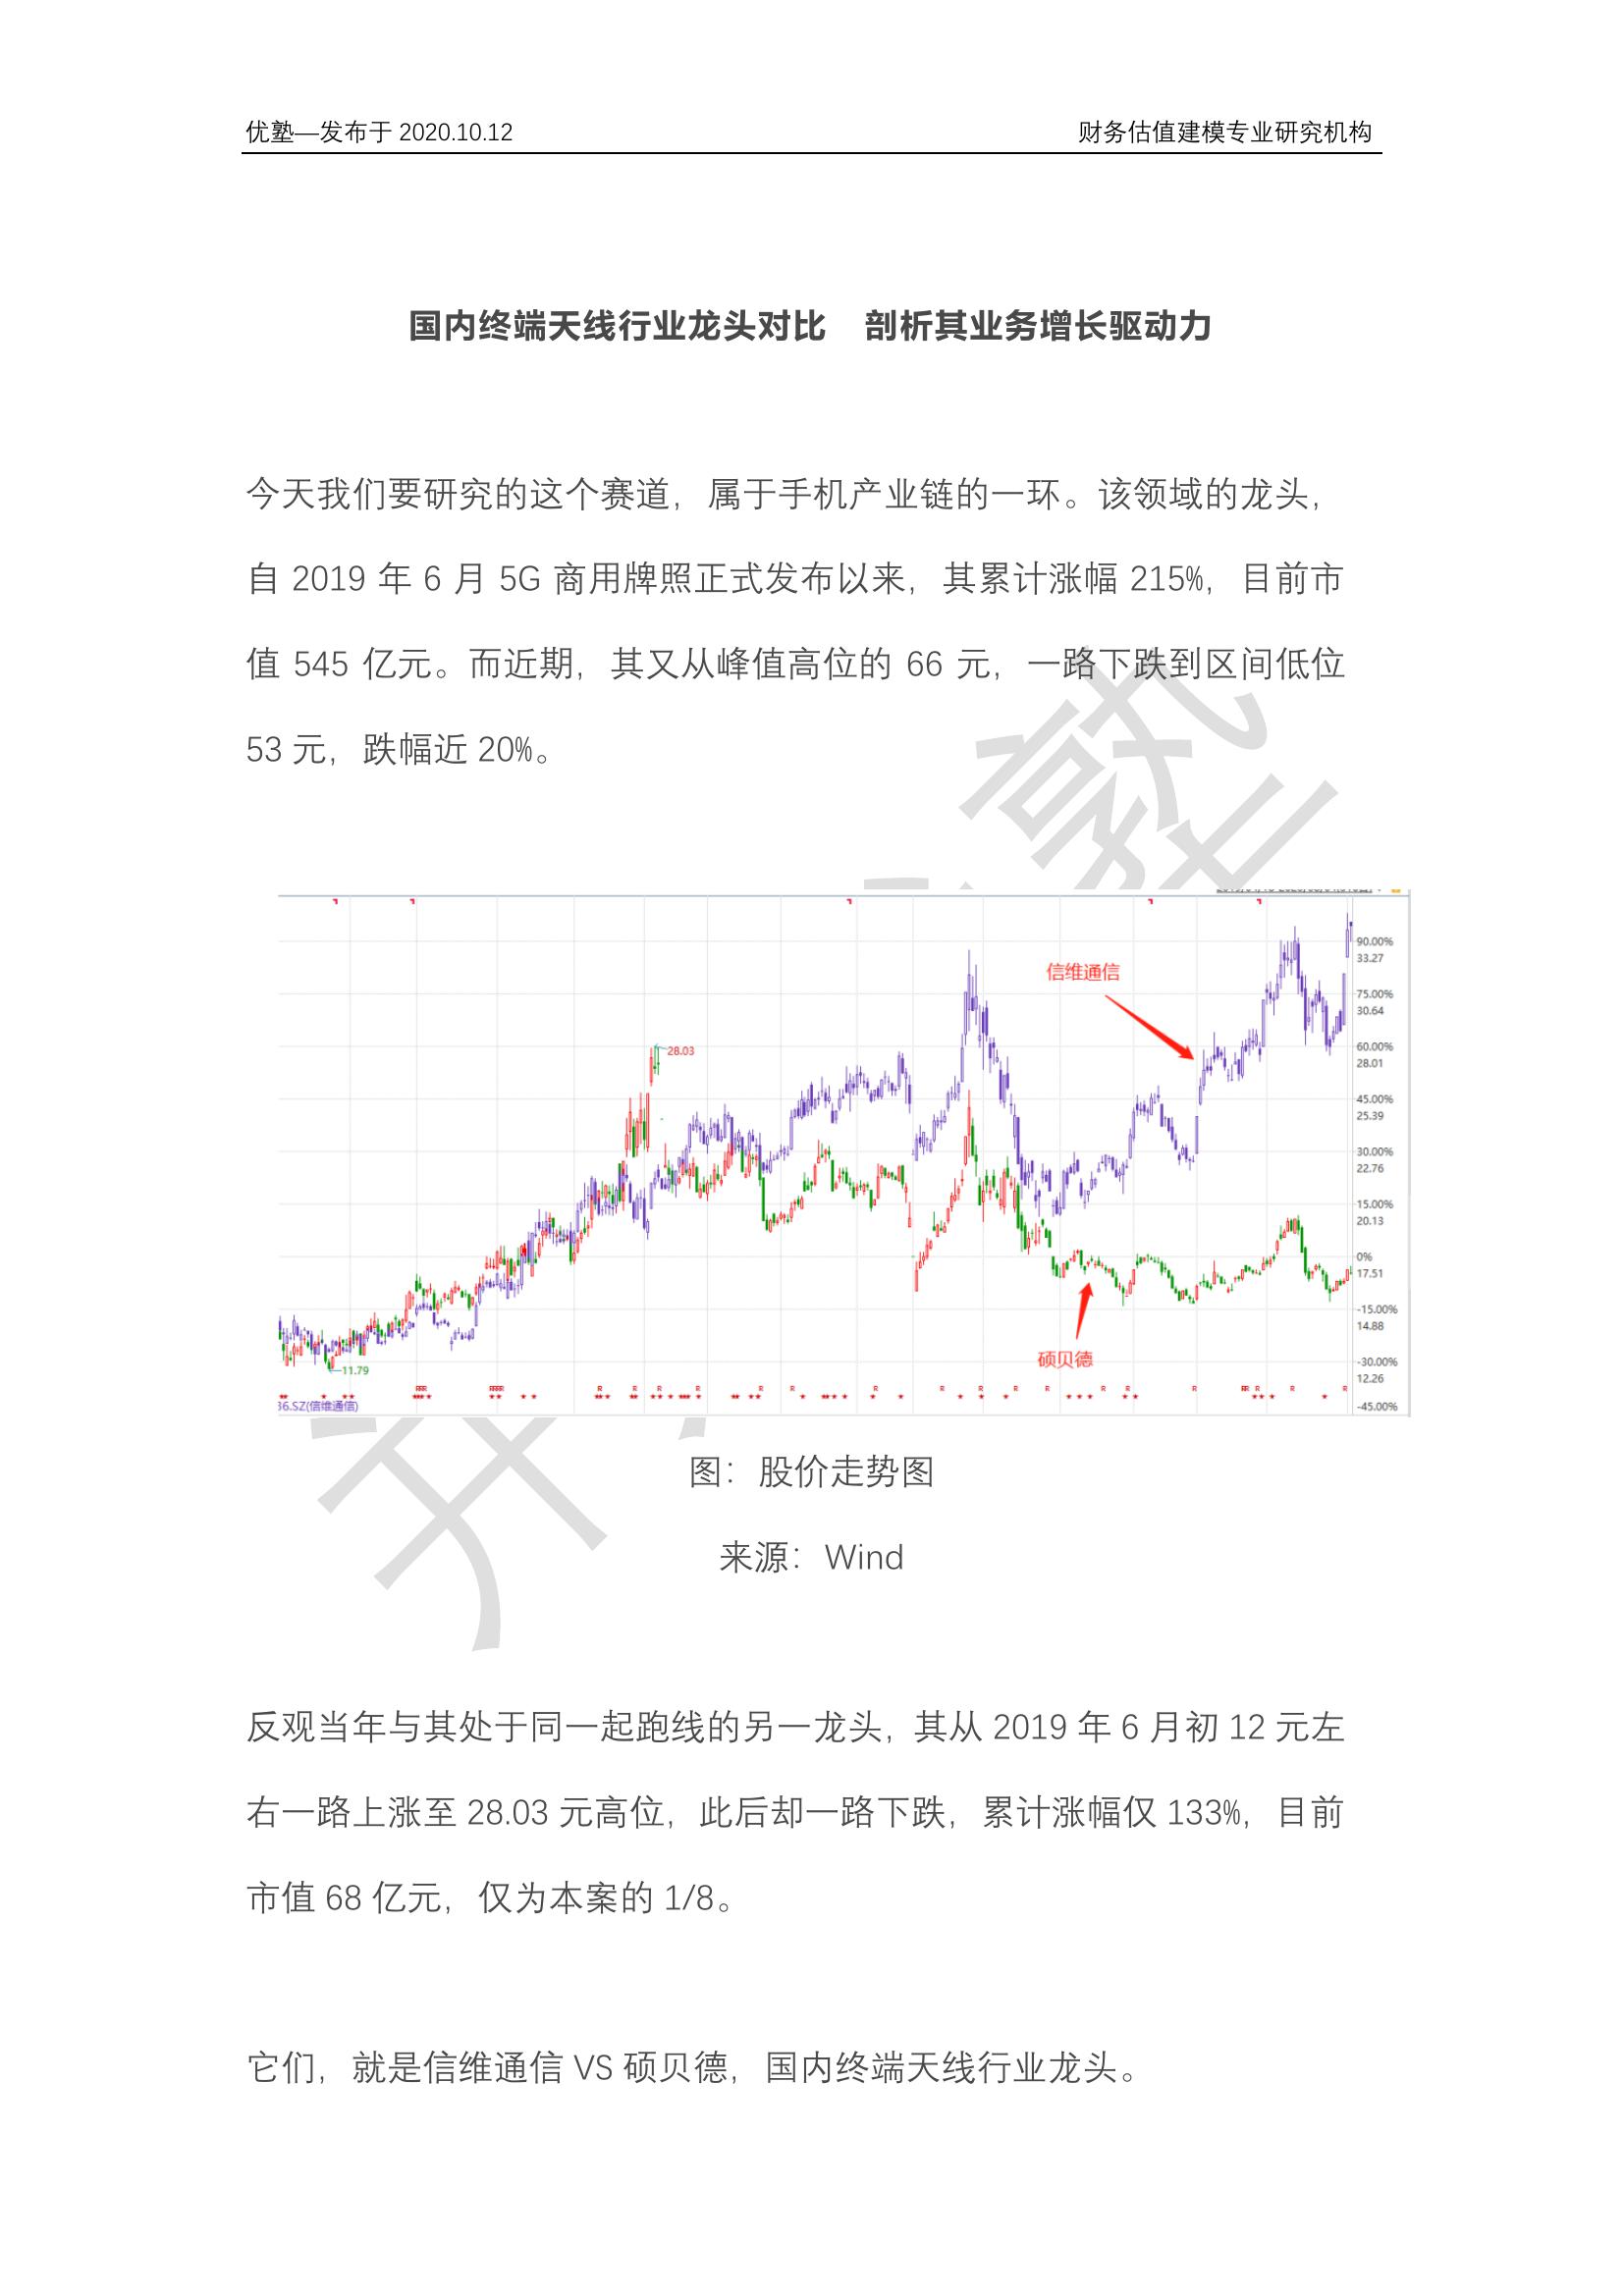 优塾—发布于 2020.10.12 财务估值建模专业研究机构
国内终端天线行业龙头对比 剖析其业务增长驱动力
今天我们要研究的这个赛道，属于手机产业链的一环。该领域的龙头，
自 2019 年 6 月 5G 商用牌照正式发布以来，其累计涨幅 215%，目前市
值 545 亿元。而近期，其又从峰值高位的 66 元，一路下跌到区间低位
53 元，跌幅近 20%。
90.00%
33.27
信维通信
75.00%
30.64
60.00%
28.03
28.01
45.00%
25.39
30.00%
22.76
15.00%
20.13
0%
17.51
-15.00%
14.88
硕贝德
-30.00%
11.79
12.26
36.SZ(信维通信)
-45.00%
图：股价走势图
来源：Wind
反观当年与其处于同一起跑线的另一龙头，其从 2019 年 6 月初 12 元左
右一路上涨至 28.03 元高位，此后却一路下跌，累计涨幅仅 133%，目前
市值 68 亿元，仅为本案的 1/8。
它们，就是信维通信 VS 硕贝德，国内终端天线行业龙头。